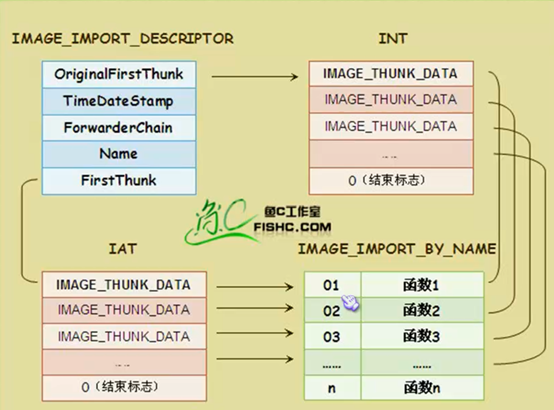 IMAGE_IMPORT_DESCRIPTOR
OriginalFirstThunk
TimeDateStamp
ForwarderChain
Name
FirstThunk
INT
IMAGE_THUNK_DATA
IMAGE_THUNK_DATA
IMAGE_THUNK_DATA
……
0（结束标志）
鱼C工作室
FISHC.COM
IAT
IMAGE_THUNK_DATA
IMAGE_THUNK_DATA
IMAGE_THUNK_DATA
……
0（结束标志）
IMAGE_IMPORT_BY_NAME
01 函数1
02 函数2
03 函数3
…… ……
n 函数n